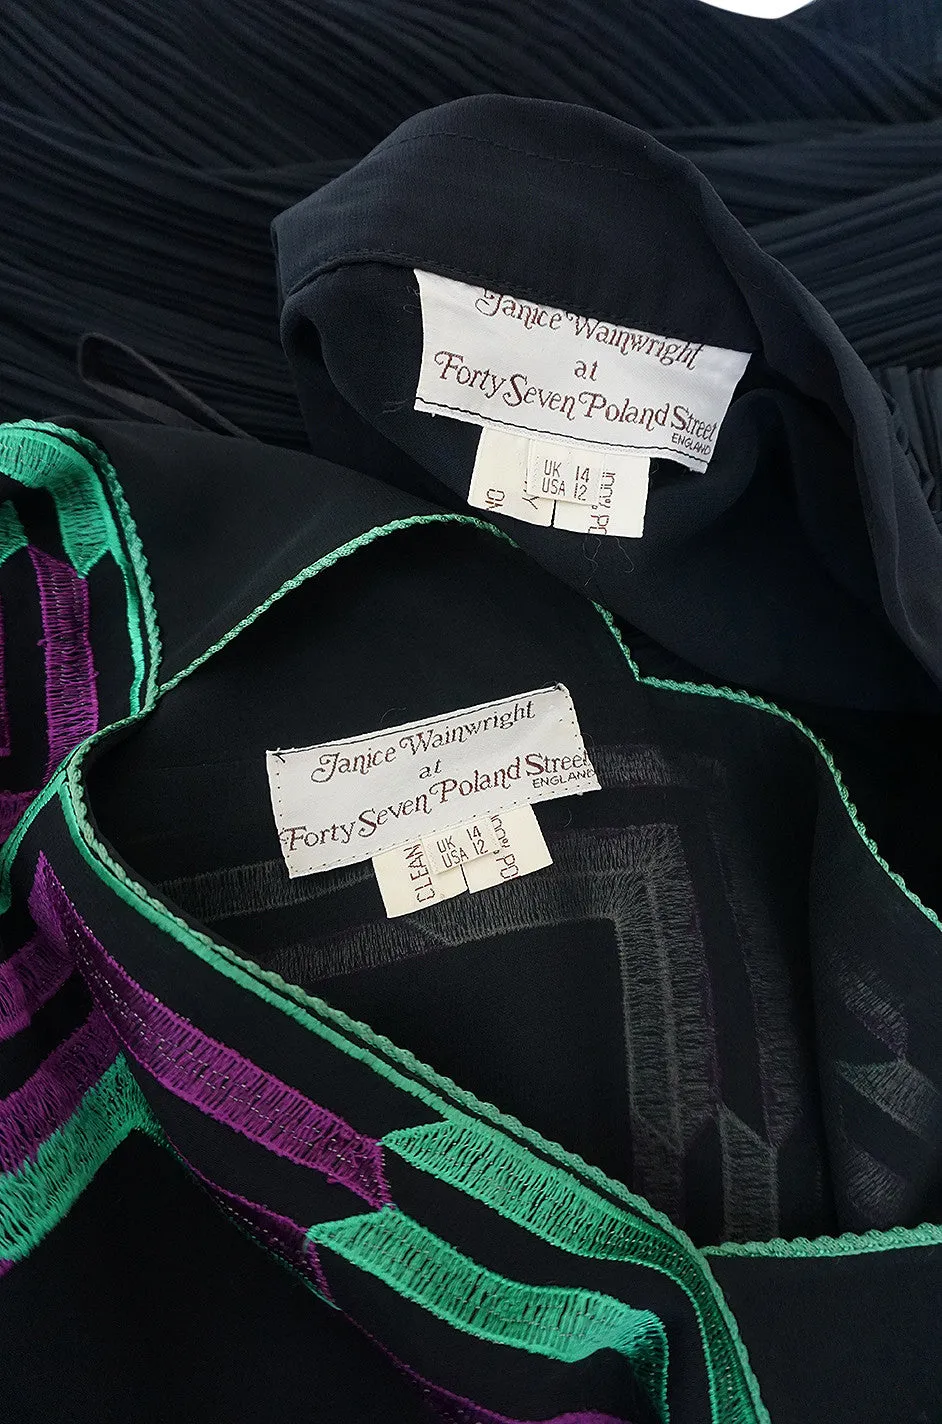 Janice Wainwright
at
Forty Seven Poland Street
ENGLAND
UK 14
USA 12
Janice Wainwright
at
Forty Seven Poland Street
ENGLAND
UK 14
USA 12
CLEAN